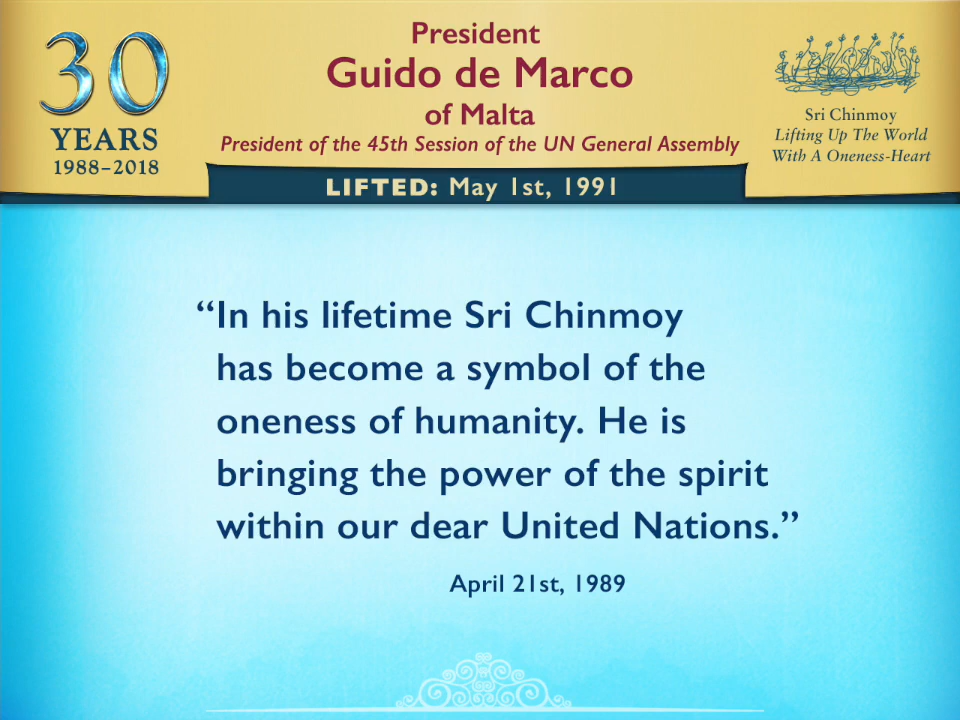 30
YEARS
1988–2018
President
Guido de Marco
of Malta
President of the 45th Session of the UN General Assembly
Sri Chinmoy
Lifting Up The World
With A Oneness-Heart
LIFTED: May 1st, 1991
“In his lifetime Sri Chinmoy
has become a symbol of the
oneness of humanity. He is
bringing the power of the spirit
within our dear United Nations.”
April 21st, 1989